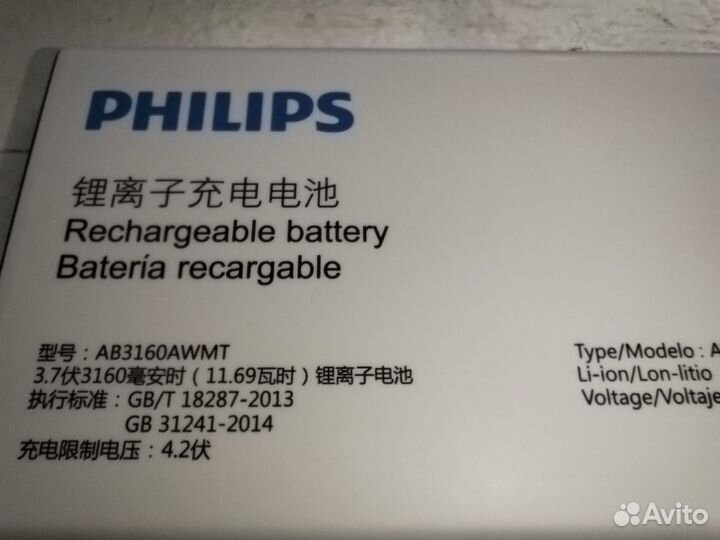 PHILIPS
锂离子充电电池
Rechargeable battery
Batería recargable
型号：AB3160AWMT
3.7伏3160毫安时（11.69瓦时）锂离子电池
执行标准：GB/T 18287-2013
GB 31241-2014
充电限制电压：4.2伏
Type/Modelo : A
Li-ion/Lon-litio
Voltage/Voltaje
Avito